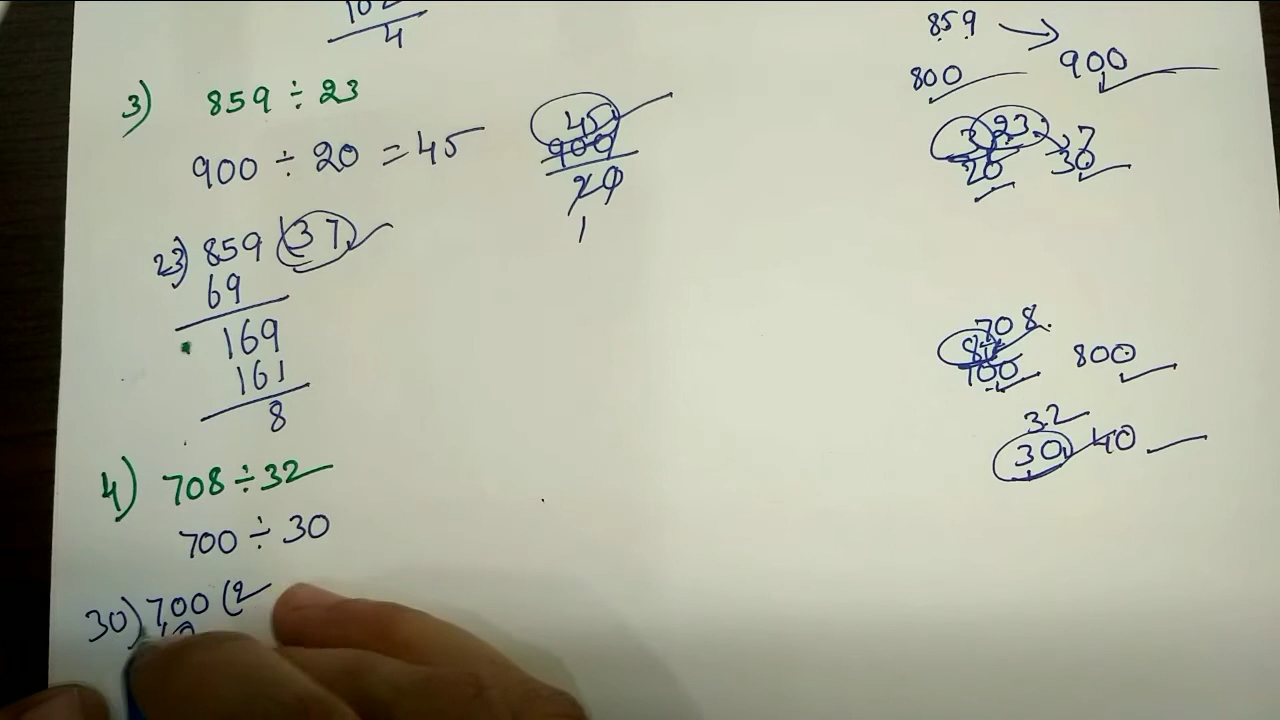 4
3) 859 ÷ 23
900 ÷ 20 = 45
45
900
20
1
23) 859 (37
69
169
161
8
859 → 900
800
23
20 30
4) 708 ÷ 32
700 ÷ 30
30) 700 (2
708
700 800
32
30 40